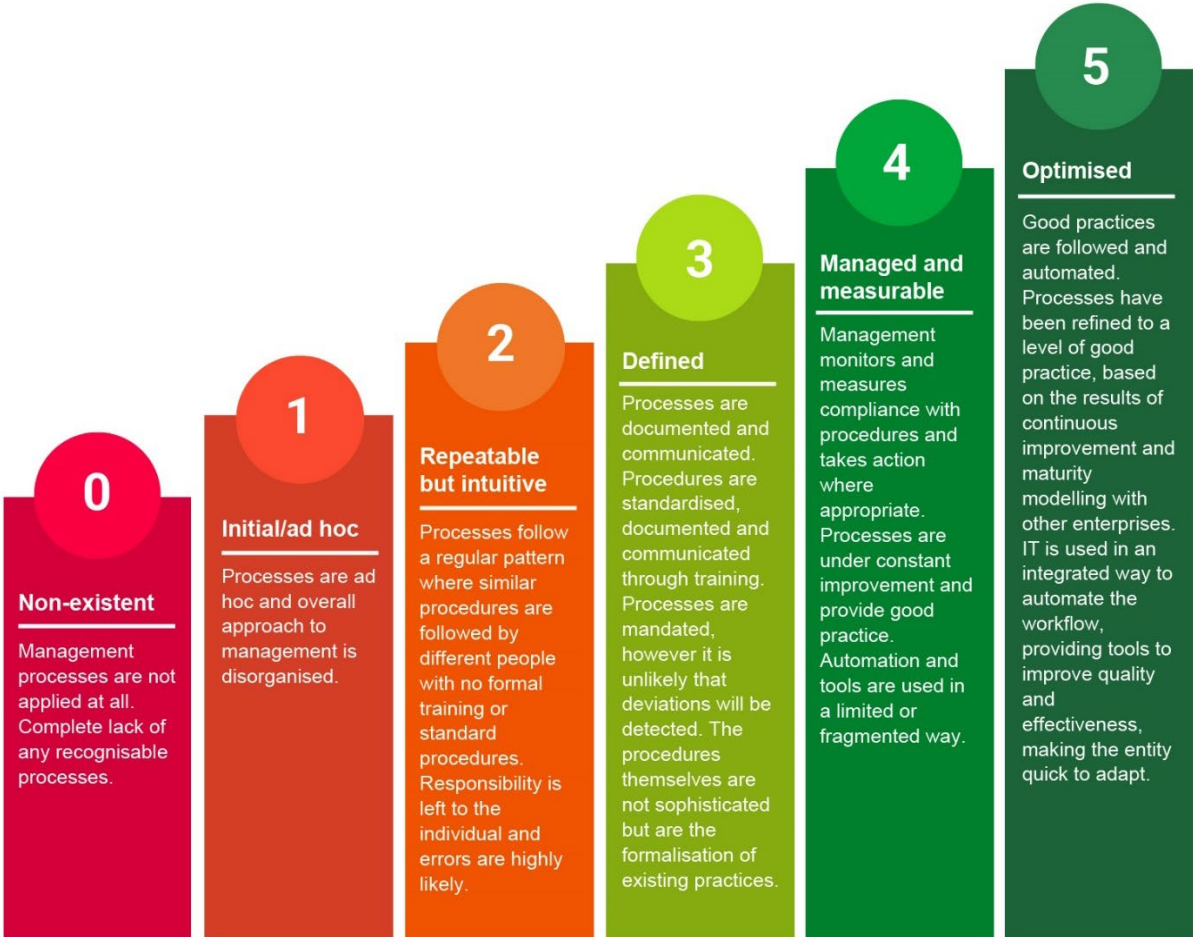 0
Non-existent
Management
processes are not
applied at all.
Complete lack of
any recognisable
processes.
1
Initial/ad hoc
Processes are ad
hoc and overall
approach to
management is
disorganised.
2
Repeatable
but intuitive
Processes follow
a regular pattern
where similar
procedures are
followed by
different people
with no formal
training or
standard
procedures.
Responsibility is
left to the
individual and
errors are highly
likely.
3
Defined
Processes are
documented and
communicated.
Procedures are
standardised,
documented and
communicated
through training.
Processes are
mandated,
however it is
unlikely that
deviations will be
detected. The
procedures
themselves are
not sophisticated
but are the
formalisation of
existing practices.
4
Managed and
measurable
Management
monitors and
measures
compliance with
procedures and
takes action
where
appropriate.
Processes are
under constant
improvement and
provide good
practice.
Automation and
tools are used in
a limited or
fragmented way.
5
Optimised
Good practices
are followed and
automated.
Processes have
been refined to a
level of good
practice, based
on the results of
continuous
improvement and
maturity
modelling with
other enterprises.
IT is used in an
integrated way to
automate the
workflow,
providing tools to
improve quality
and
effectiveness,
making the entity
quick to adapt.